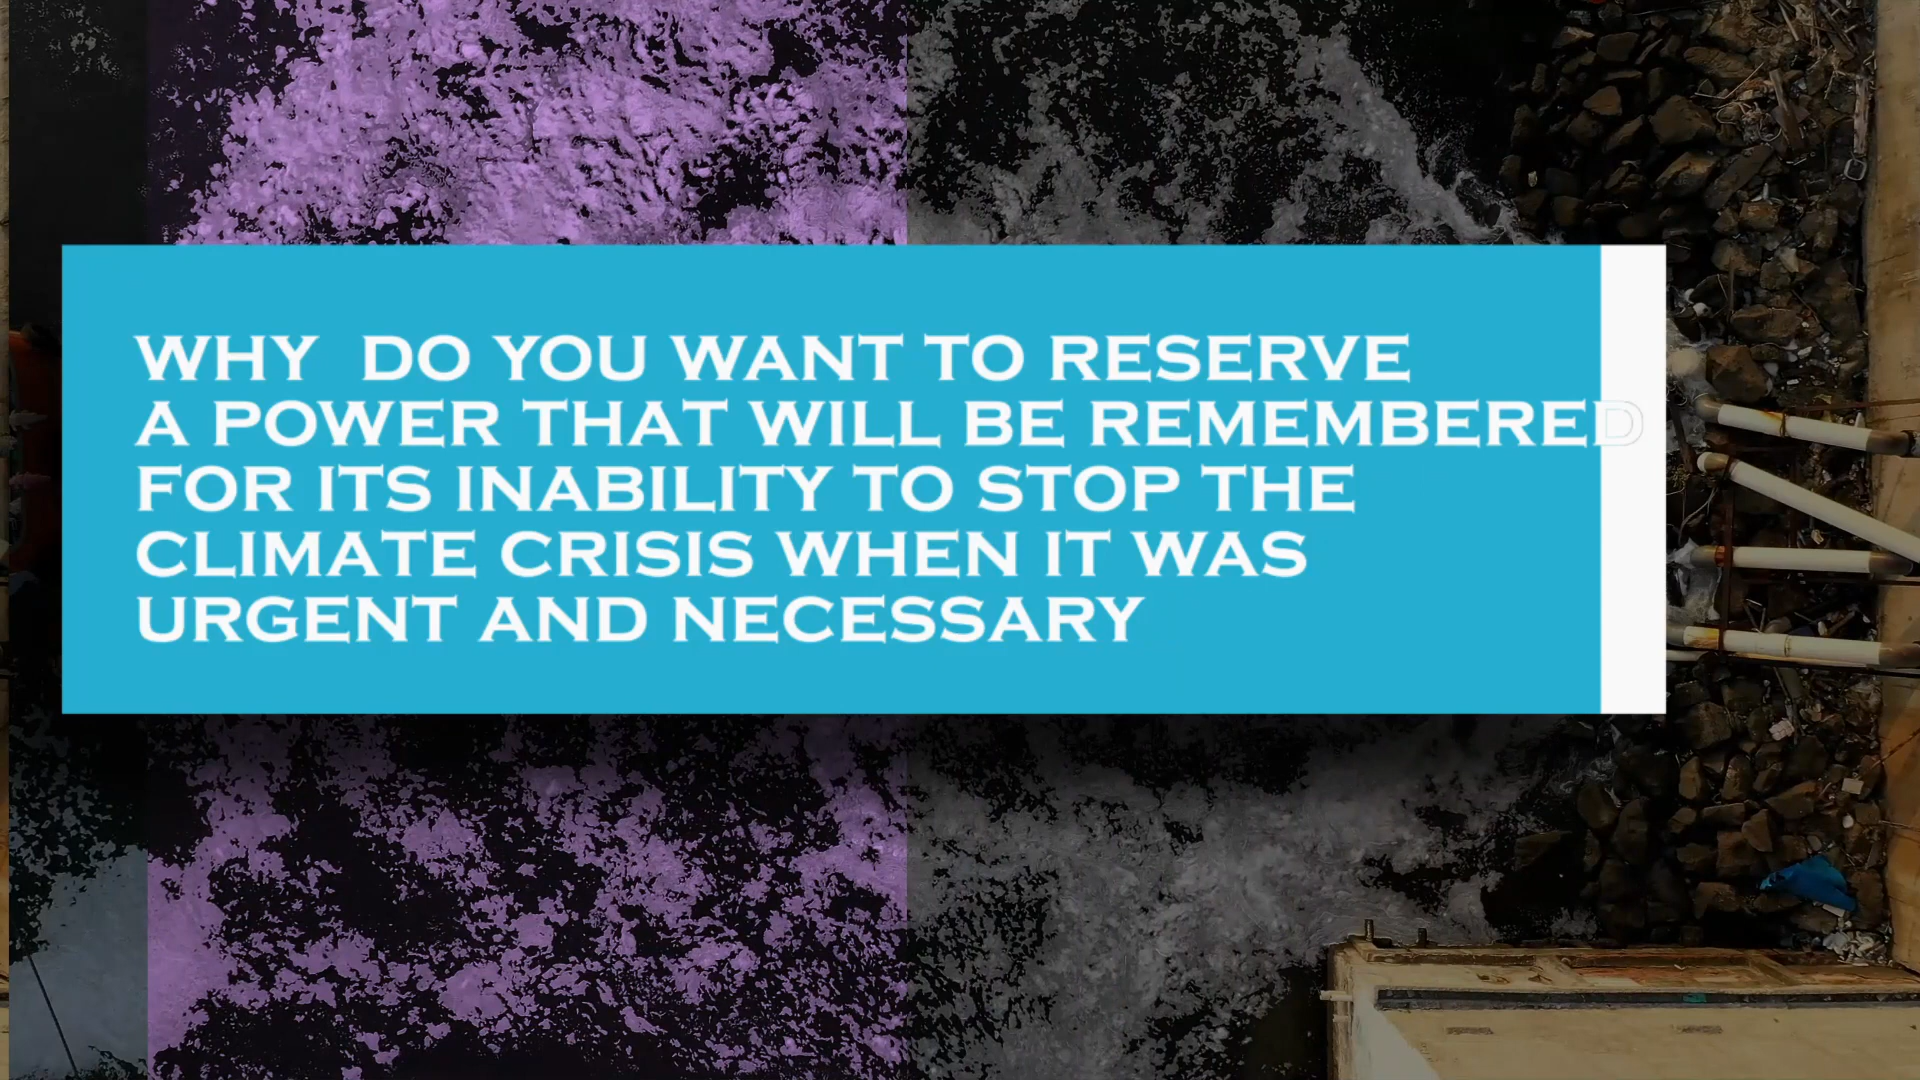 WHY DO YOU WANT TO RESERVE
A POWER THAT WILL BE REMEMBERED
FOR ITS INABILITY TO STOP THE
CLIMATE CRISIS WHEN IT WAS
URGENT AND NECESSARY